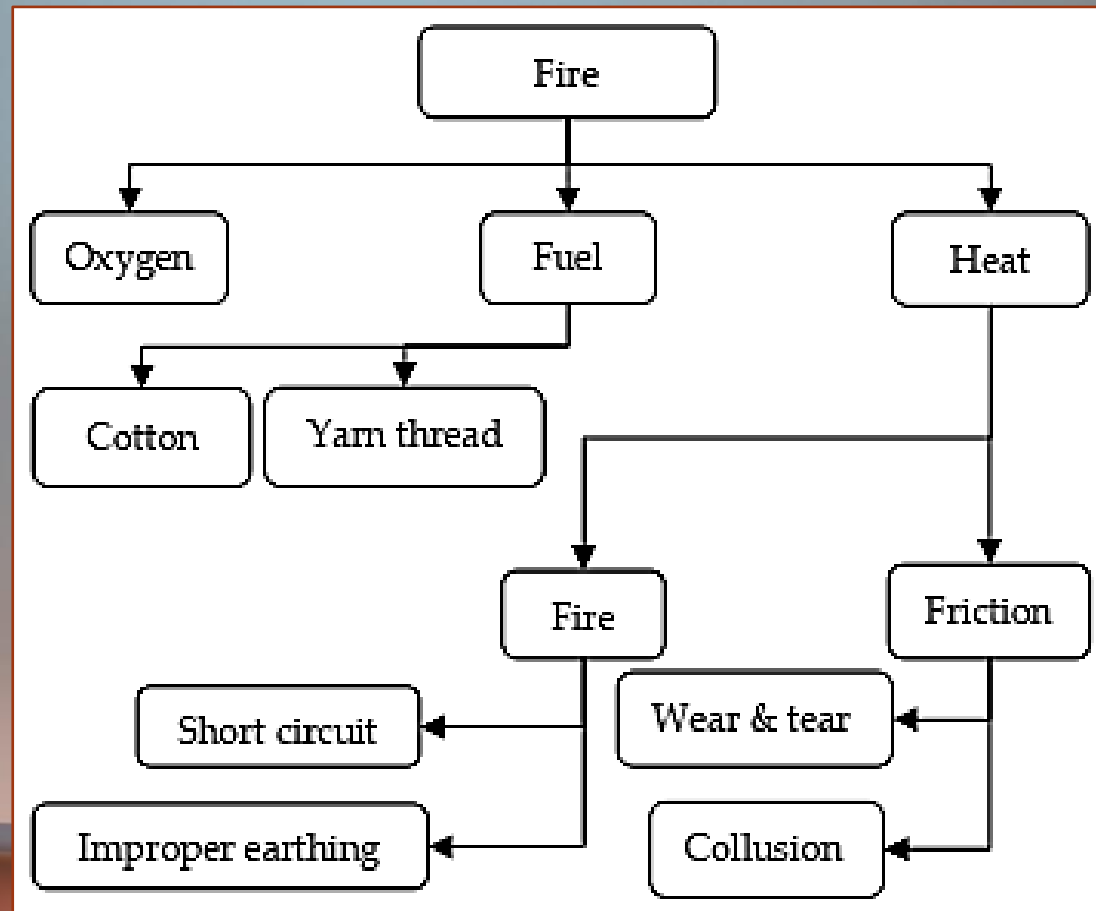 Fire
Oxygen
Fuel
Heat
Cotton
Yarn thread
Fire
Friction
Short circuit
Wear & tear
Improper earthing
Collusion